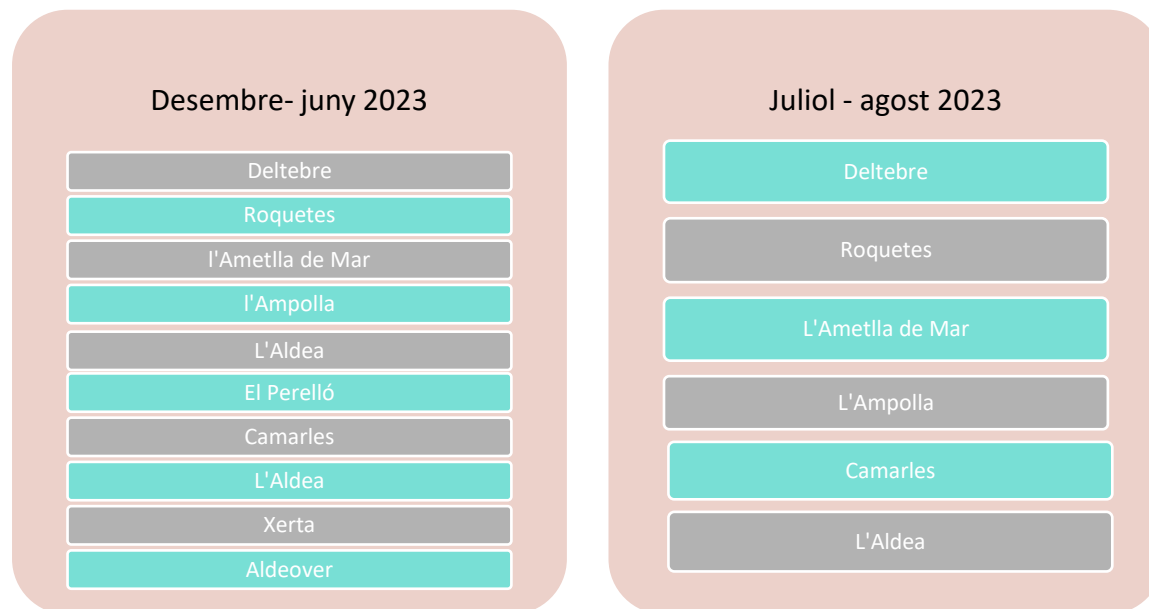 Desembre- juny 2023
Deltebre
Roquetes
l'Ametlla de Mar
l'Ampolla
L'Aldea
El Perelló
Camarles
L'Aldea
Xerta
Aldeover
Juliol - agost 2023
Deltebre
Roquetes
L'Ametlla de Mar
L'Ampolla
Camarles
L'Aldea